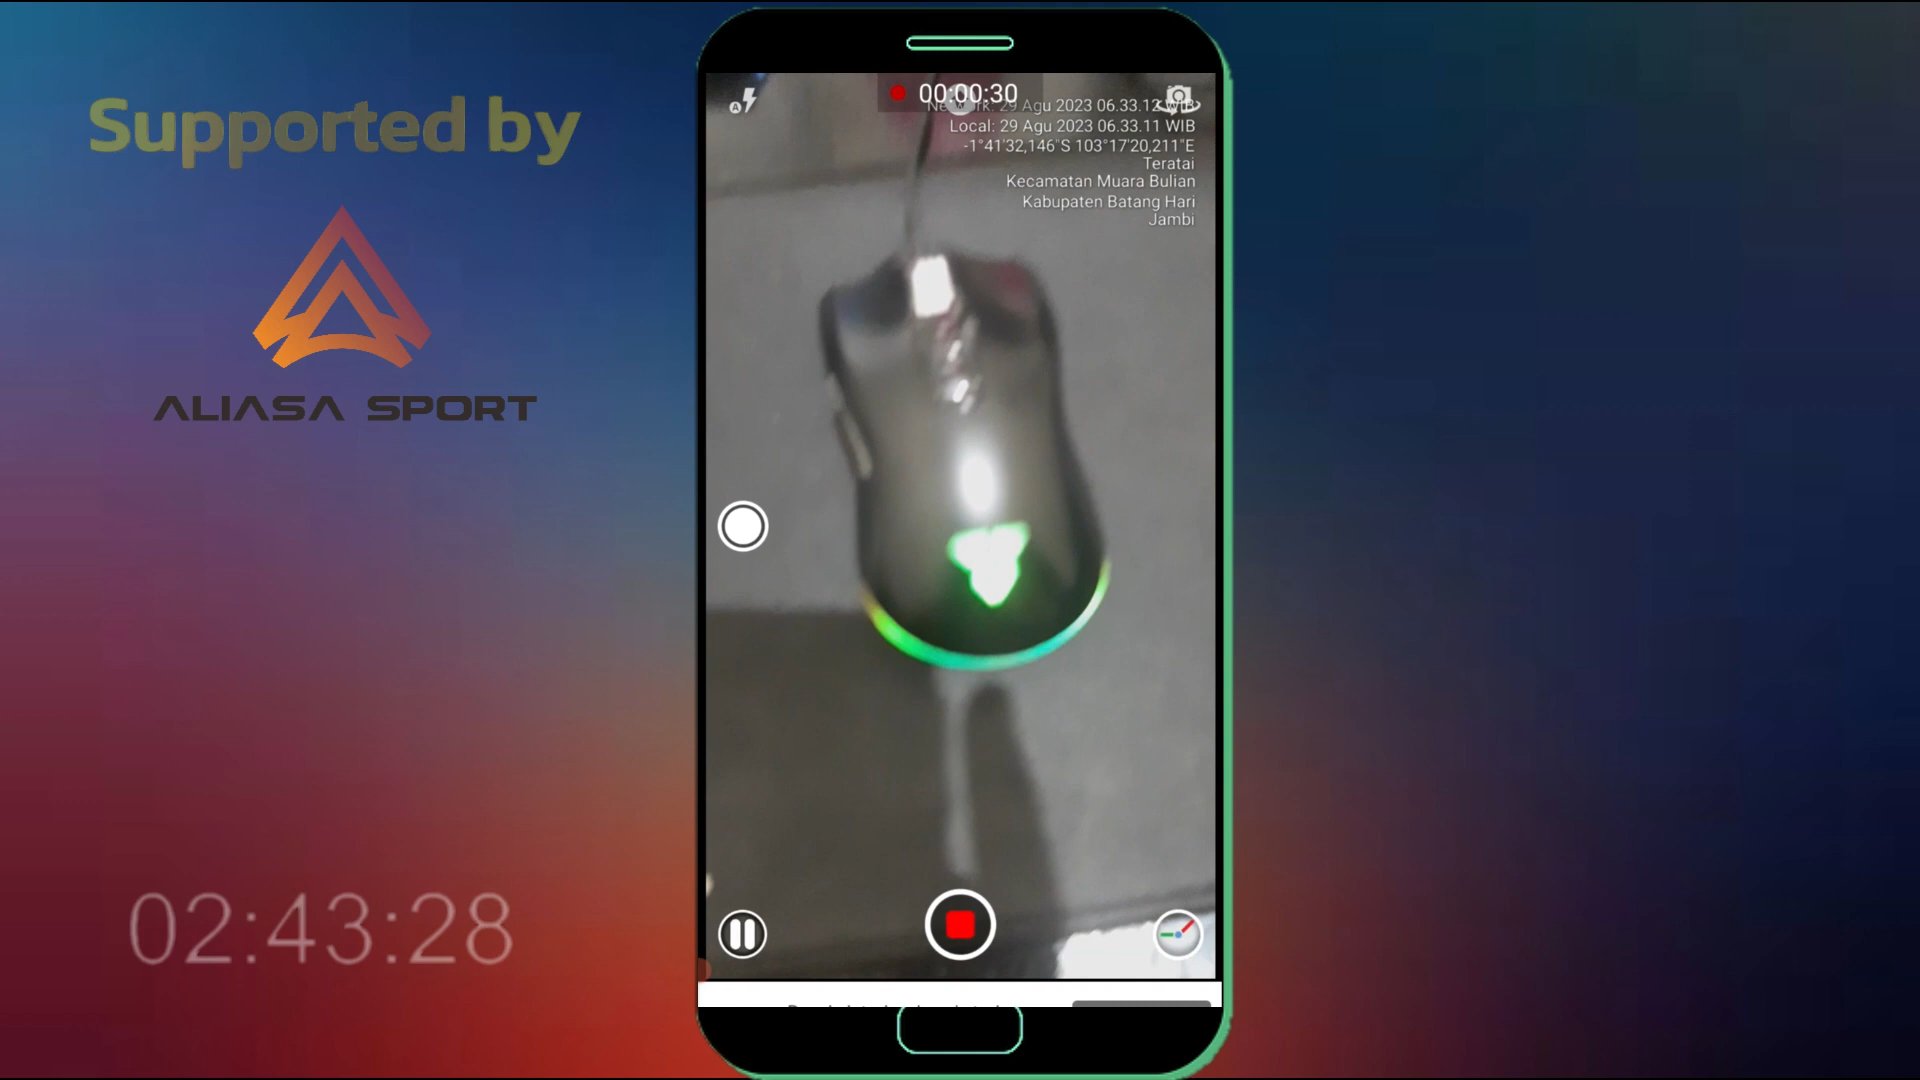 Supported by
ALIASA SPORT
02:43:28
00:00:30
29 Agu 2023 06.33.12 WIB
Local: 29 Agu 2023 06.33.11 WIB
-1°41'32,146"S 103°17'20,211"E
Teratai
Kecamatan Muara Bulian
Kabupaten Batang Hari
Jambi
A